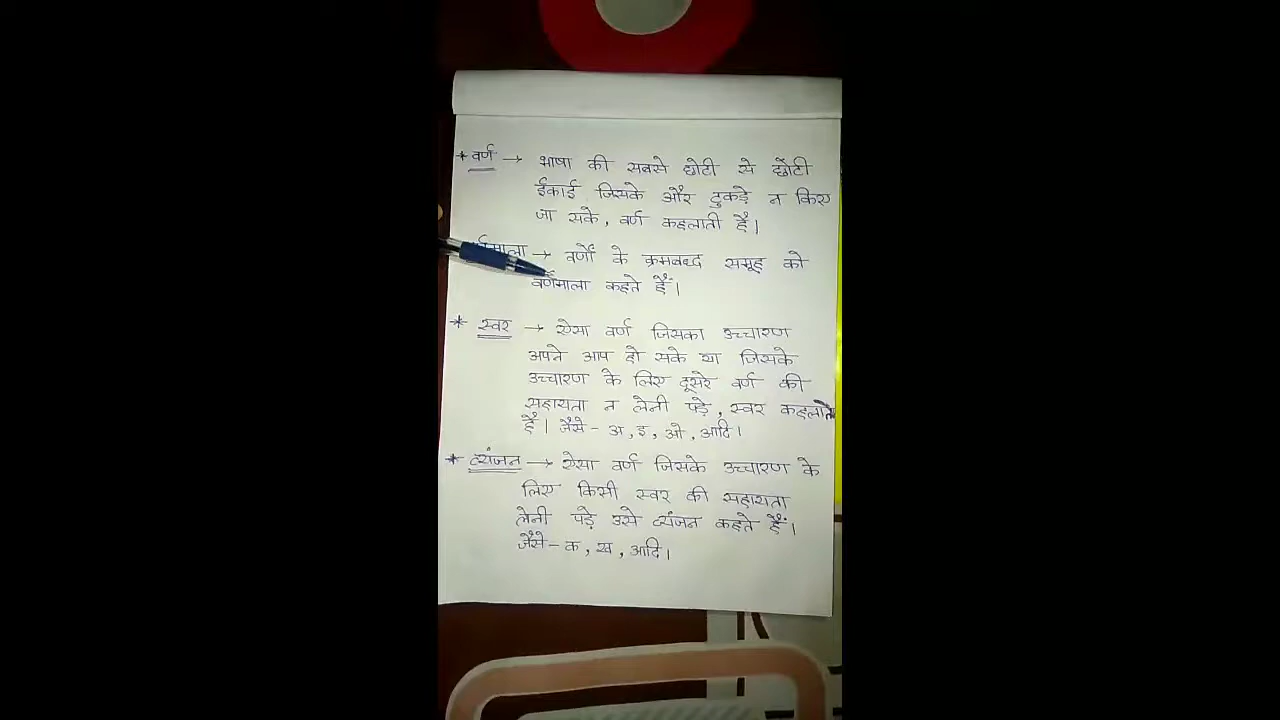 * वर्ण → भाषा की सबसे छोटी से छोटी
ईकाई जिसके और टुकड़े न किए
जा सके, वर्ण कहलाती है।
→ वर्णों के क्रमबद्ध समूह को
वर्णमाला कहते हैं।
* स्वर → ऐसा वर्ण जिसका उच्चारण
अपने आप हो सके या जिसके
उच्चारण के लिए दूसरे वर्ण की
सहायता न लेनी पड़े, स्वर कहलाते
है। जैसे - अ, इ, ओ, आदि।
* व्यंजन → ऐसा वर्ण जिसके उच्चारण के
लिए किसी स्वर की सहायता
लेनी पड़े उसे व्यंजन कहते हैं।
जैसे - क, ख, आदि।